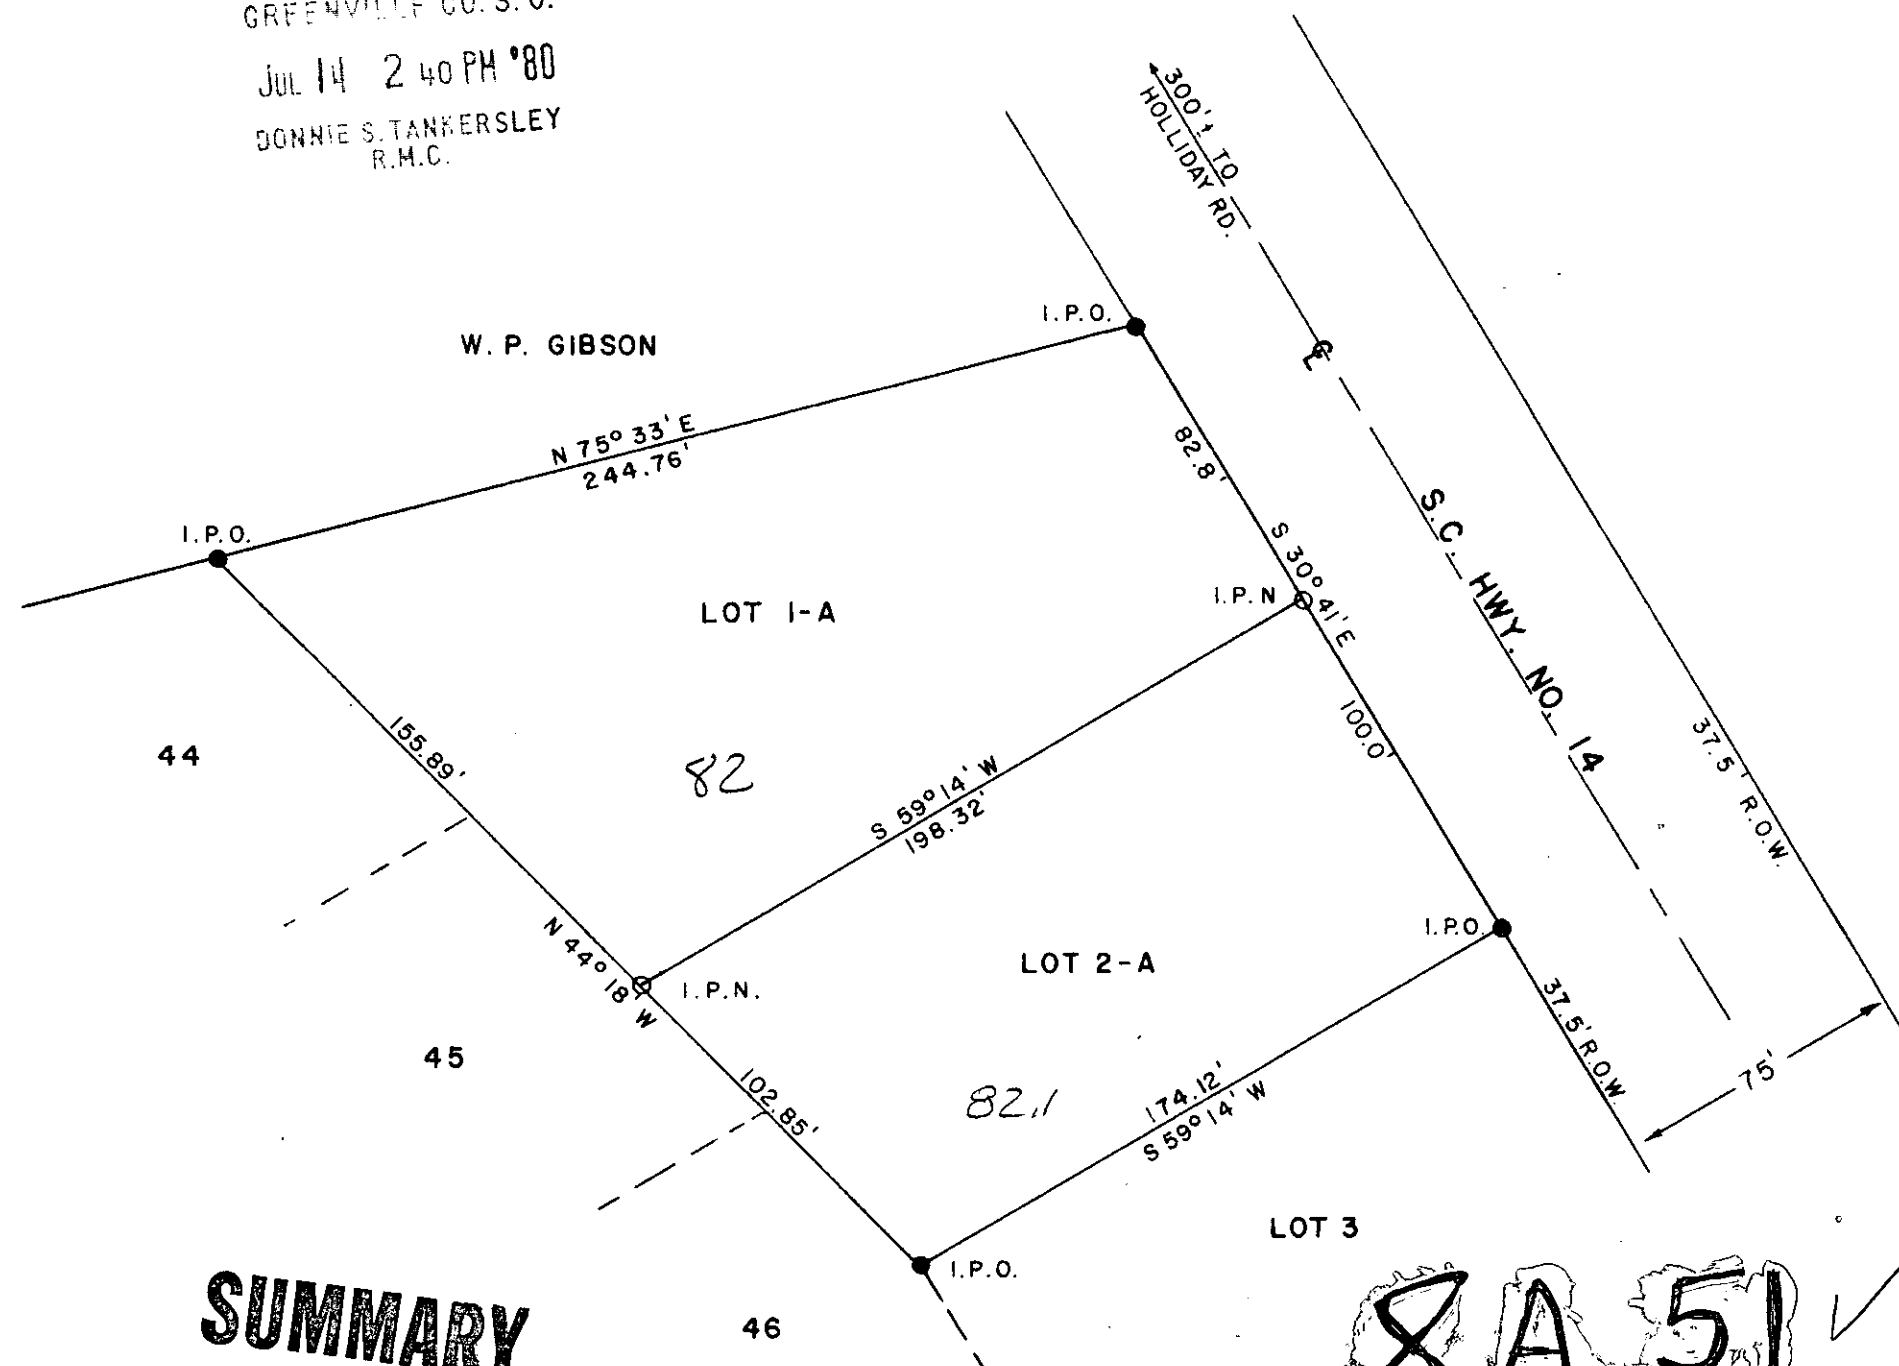 GREENVILLE CO. S. C.
JUL 14 2 40 PM '80
DONNIE S. TANKERSLEY
R.M.C.
300'± TO
HOLLIDAY RD.
I.P.O.
W. P. GIBSON
℄
N 75° 33' E
244.76'
82.8'
I.P.O.
S 30° 41' E
S.C. HWY. NO. 14
I.P.N
LOT 1-A
100.0'
37.5' R.O.W.
155.89'
44
82
S 59° 14' W
198.32'
I.P.O.
N 44° 18' W
I.P.N.
LOT 2-A
37.5' R.O.W.
75'
45
102.85'
82.1
174.12'
S 59° 14' W
LOT 3
I.P.O.
SUMMARY
46
8A 51